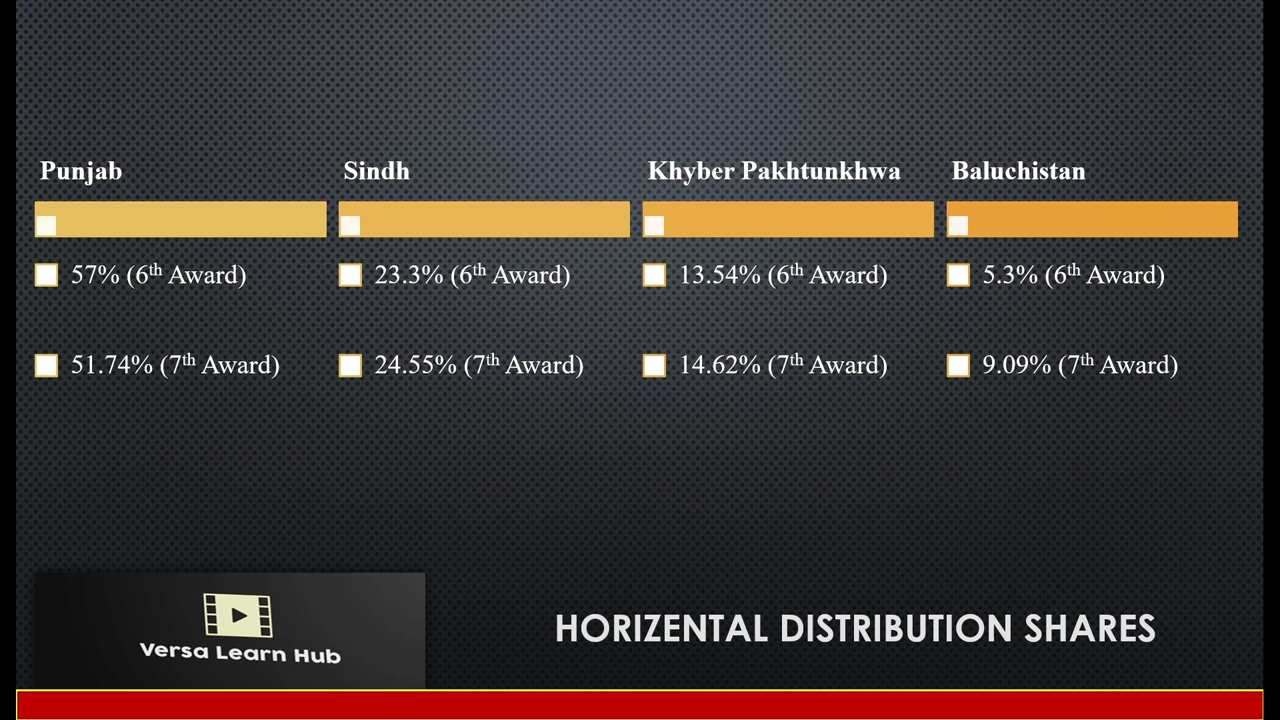 Punjab
Sindh
Khyber Pakhtunkhwa
Baluchistan
57% (6th Award)
23.3% (6th Award)
13.54% (6th Award)
5.3% (6th Award)
51.74% (7th Award)
24.55% (7th Award)
14.62% (7th Award)
9.09% (7th Award)
Versa Learn Hub
HORIZENTAL DISTRIBUTION SHARES